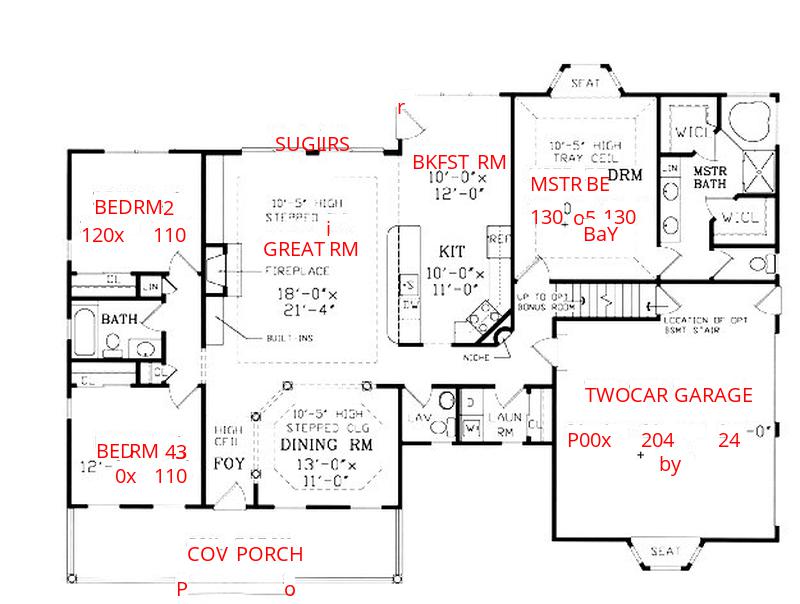 SEAT
r
SUGIIRS
WICL
BKFST RM
10'-0"x
12'-0"
10'-5" HIGH
TRAY CEIL
DRM
MSTR BE
130 o5 130
BaY
LIN
MSTR
BATH
WICL
BEDRM2
120x 110
10'-5" HIGH
STEPPED
i
GREAT RM
FIREPLACE
18'-0"x
21'-4"
BUILT-INS
KIT
REF
10'-0"x
11'-0"
DW
CL
LIN
BATH
CL
CL
UP TO OPT
BONUS ROOM
LOCATION OF OPT
BSMT STAIR
NICHE
TWOCAR GARAGE
P00x 204 24 -0"
by
LAV
D
W
LAUN
RM
CL
HIGH
CEIL
FOY
10'-5" HIGH
STEPPED CLG
DINING RM
13'-0"x
11'-0"
BEDRM 43
12'-
0x 110
SEAT
COV PORCH
P o